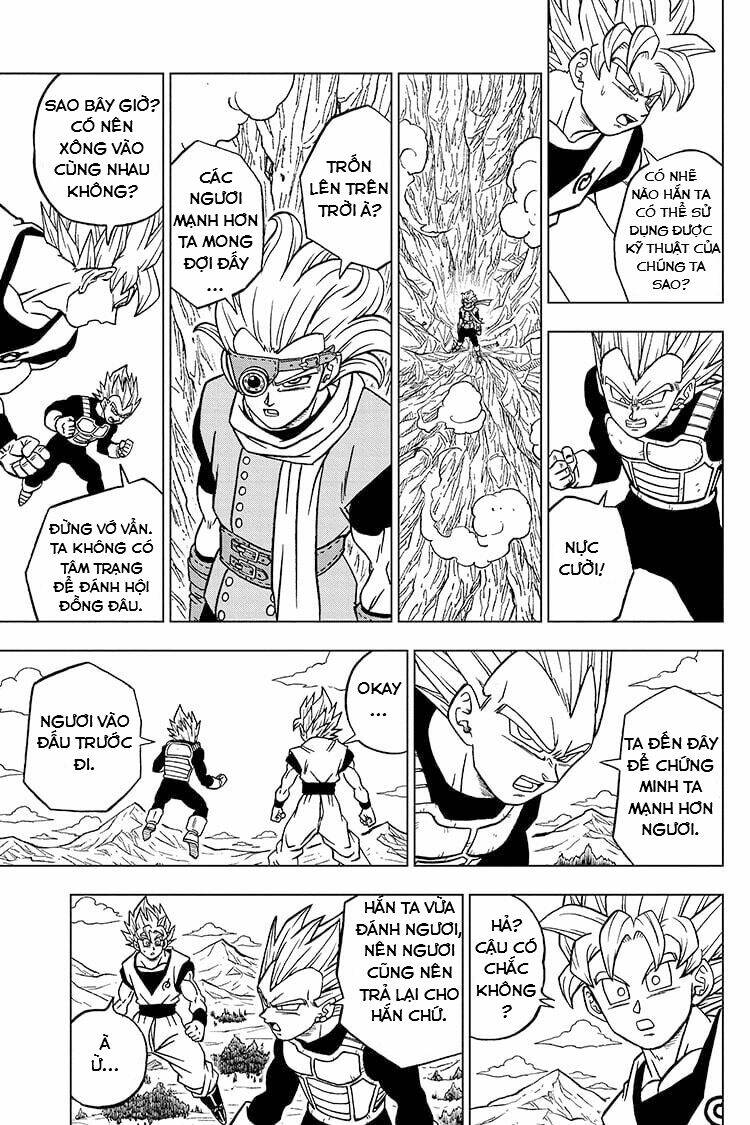 CÓ NHẼ
NÀO HẮN TA
CÓ THỂ SỬ
DỤNG ĐƯỢC
KỸ THUẬT CỦA
CHÚNG TA
SAO?
NỰC
CƯỜI!
TRỐN
LÊN TRÊN
TRỜI À?
CÁC
NGƯƠI
MẠNH HƠN
TA MONG
ĐỢI ĐẤY
...
SAO BÂY GIỜ?
CÓ NÊN
XÔNG VÀO
CÙNG NHAU
KHÔNG?
ĐỪNG VỚ VẨN.
TA KHÔNG CÓ
TÂM TRẠNG
ĐỂ ĐÁNH HỘI
ĐỒNG ĐÂU.
TA ĐẾN ĐÂY
ĐỂ CHỨNG
MINH TA
MẠNH HƠN
NGƯƠI.
OKAY
...
NGƯƠI VÀO
ĐẤU TRƯỚC
ĐI.
HẢ?
CẬU CÓ
CHẮC
KHÔNG
?
HẮN TA VỪA
ĐÁNH NGƯƠI,
NÊN NGƯƠI
CŨNG NÊN
TRẢ LẠI CHO
HẮN CHỨ.
À
Ừ...